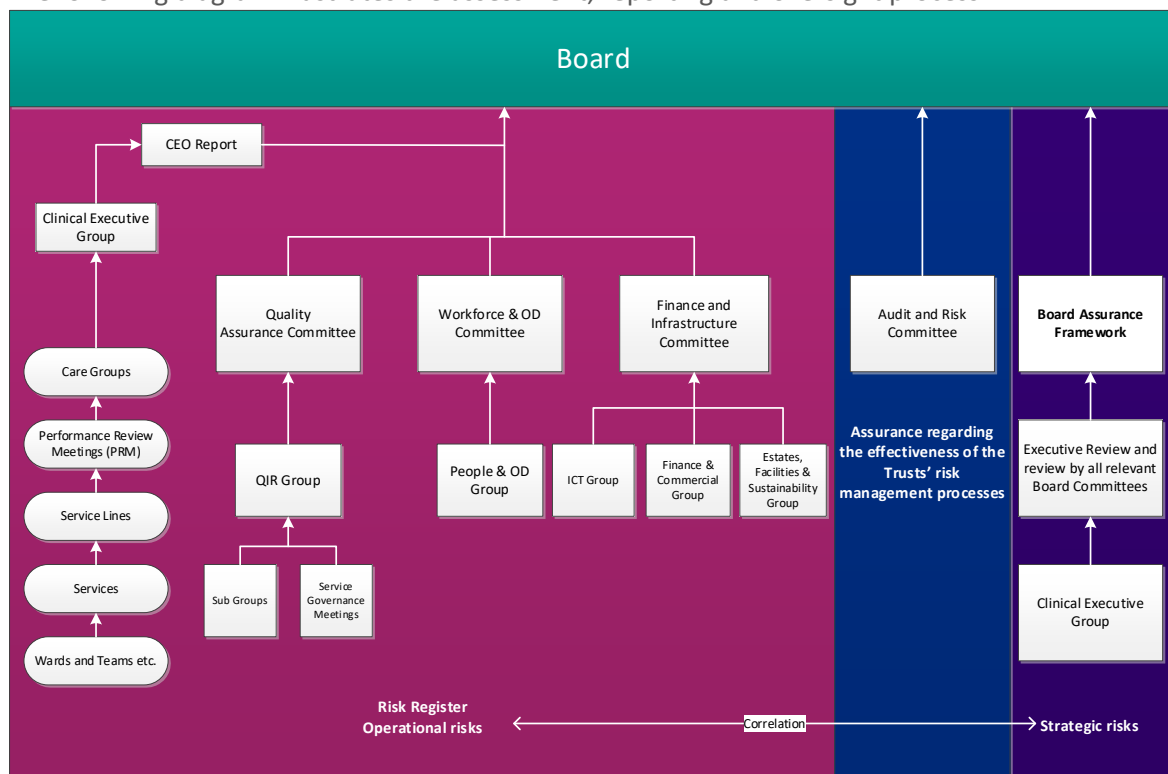 Board
CEO Report
Clinical Executive
Group
Quality
Assurance Committee
Workforce & OD
Committee
Finance and
Infrastructure
Committee
Audit and Risk
Committee
Board Assurance
Framework
Care Groups
Performance Review
Meetings (PRM)
Service Lines
Services
Wards and Teams etc.
QIR Group
People & OD
Group
ICT Group
Finance &
Commercial
Group
Estates,
Facilities &
Sustainability
Group
Assurance regarding
the effectiveness of the
Trusts’ risk
management processes
Executive Review and
review by all relevant
Board Committees
Sub Groups
Service
Governance
Meetings
Clinical Executive
Group
Risk Register
Operational risks
Correlation
Strategic risks